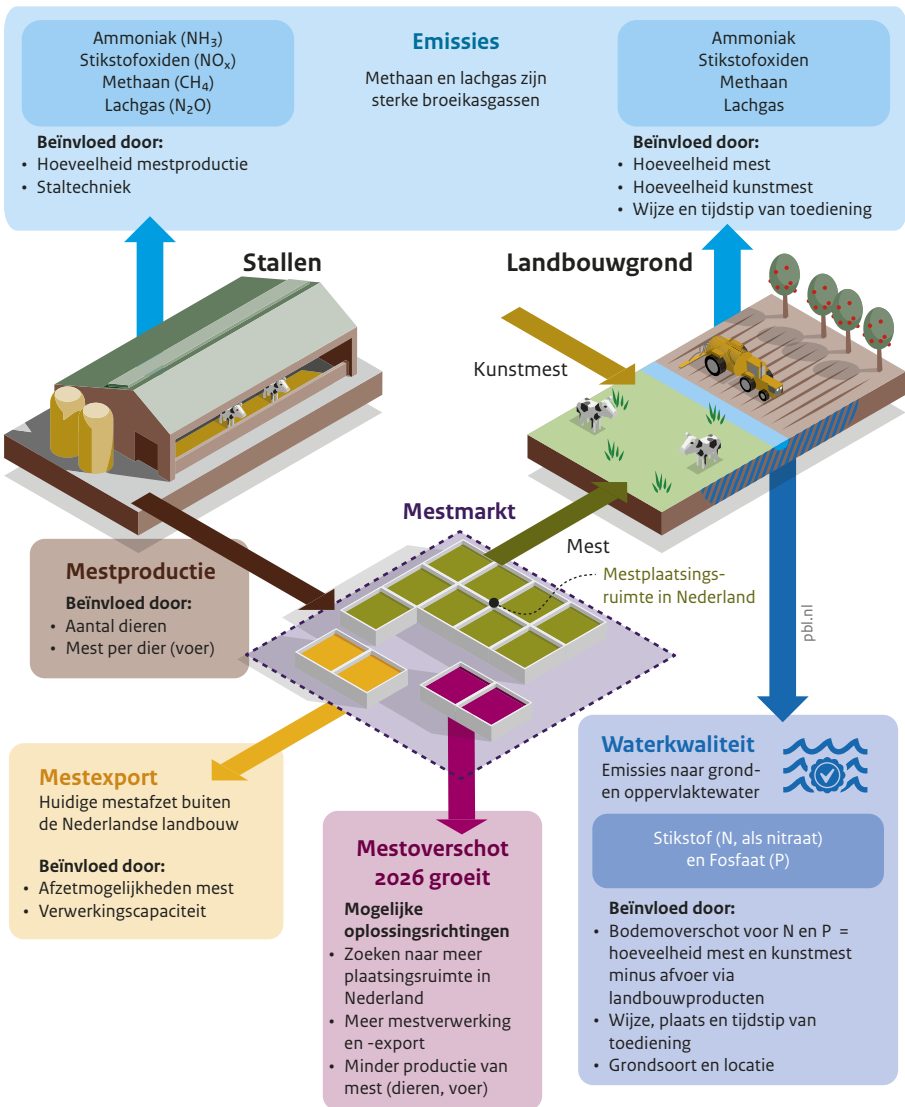 Ammoniak (NH₃)
Stikstofoxiden (NOₓ)
Methaan (CH₄)
Lachgas (N₂O)
Beïnvloed door:
• Hoeveelheid mestproductie
• Staltechniek
Emissies
Methaan en lachgas zijn
sterke broeikasgassen
Ammoniak
Stikstofoxiden
Methaan
Lachgas
Beïnvloed door:
• Hoeveelheid mest
• Hoeveelheid kunstmest
• Wijze en tijdstip van toediening
Stallen
Landbouwgrond
Kunstmest
Mestmarkt
Mest
Mestplaatsings-
ruimte in Nederland
pbl.nl
Mestproductie
Beïnvloed door:
• Aantal dieren
• Mest per dier (voer)
Mestexport
Huidige mestafzet buiten
de Nederlandse landbouw
Beïnvloed door:
• Afzetmogelijkheden mest
• Verwerkingscapaciteit
Mestoverschot
2026 groeit
Mogelijke
oplossingsrichtingen
• Zoeken naar meer
plaatsingsruimte in
Nederland
• Meer mestverwerking
en -export
• Minder productie van
mest (dieren, voer)
Waterkwaliteit
Emissies naar grond-
en oppervlaktewater
Stikstof (N, als nitraat)
en Fosfaat (P)
Beïnvloed door:
• Bodemoverschot voor N en P =
hoeveelheid mest en kunstmest
minus afvoer via
landbouwproducten
• Wijze, plaats en tijdstip van
toediening
• Grondsoort en locatie